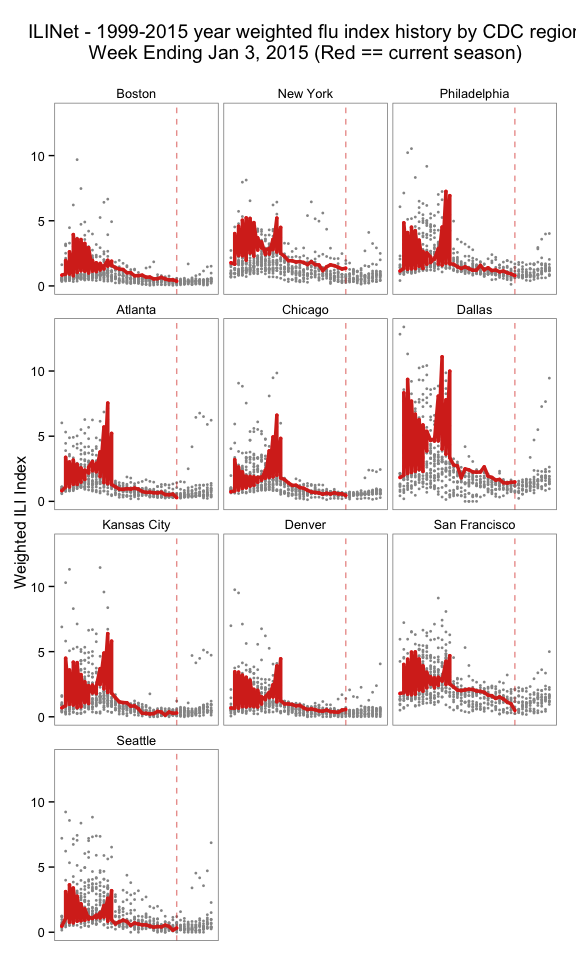 ILINet - 1999-2015 year weighted flu index history by CDC region
Week Ending Jan 3, 2015 (Red == current season)
Boston
New York
Philadelphia
10
5
0
Atlanta
Chicago
Dallas
10
5
0
Weighted ILI Index
Kansas City
Denver
San Francisco
10
5
0
Seattle
10
5
0